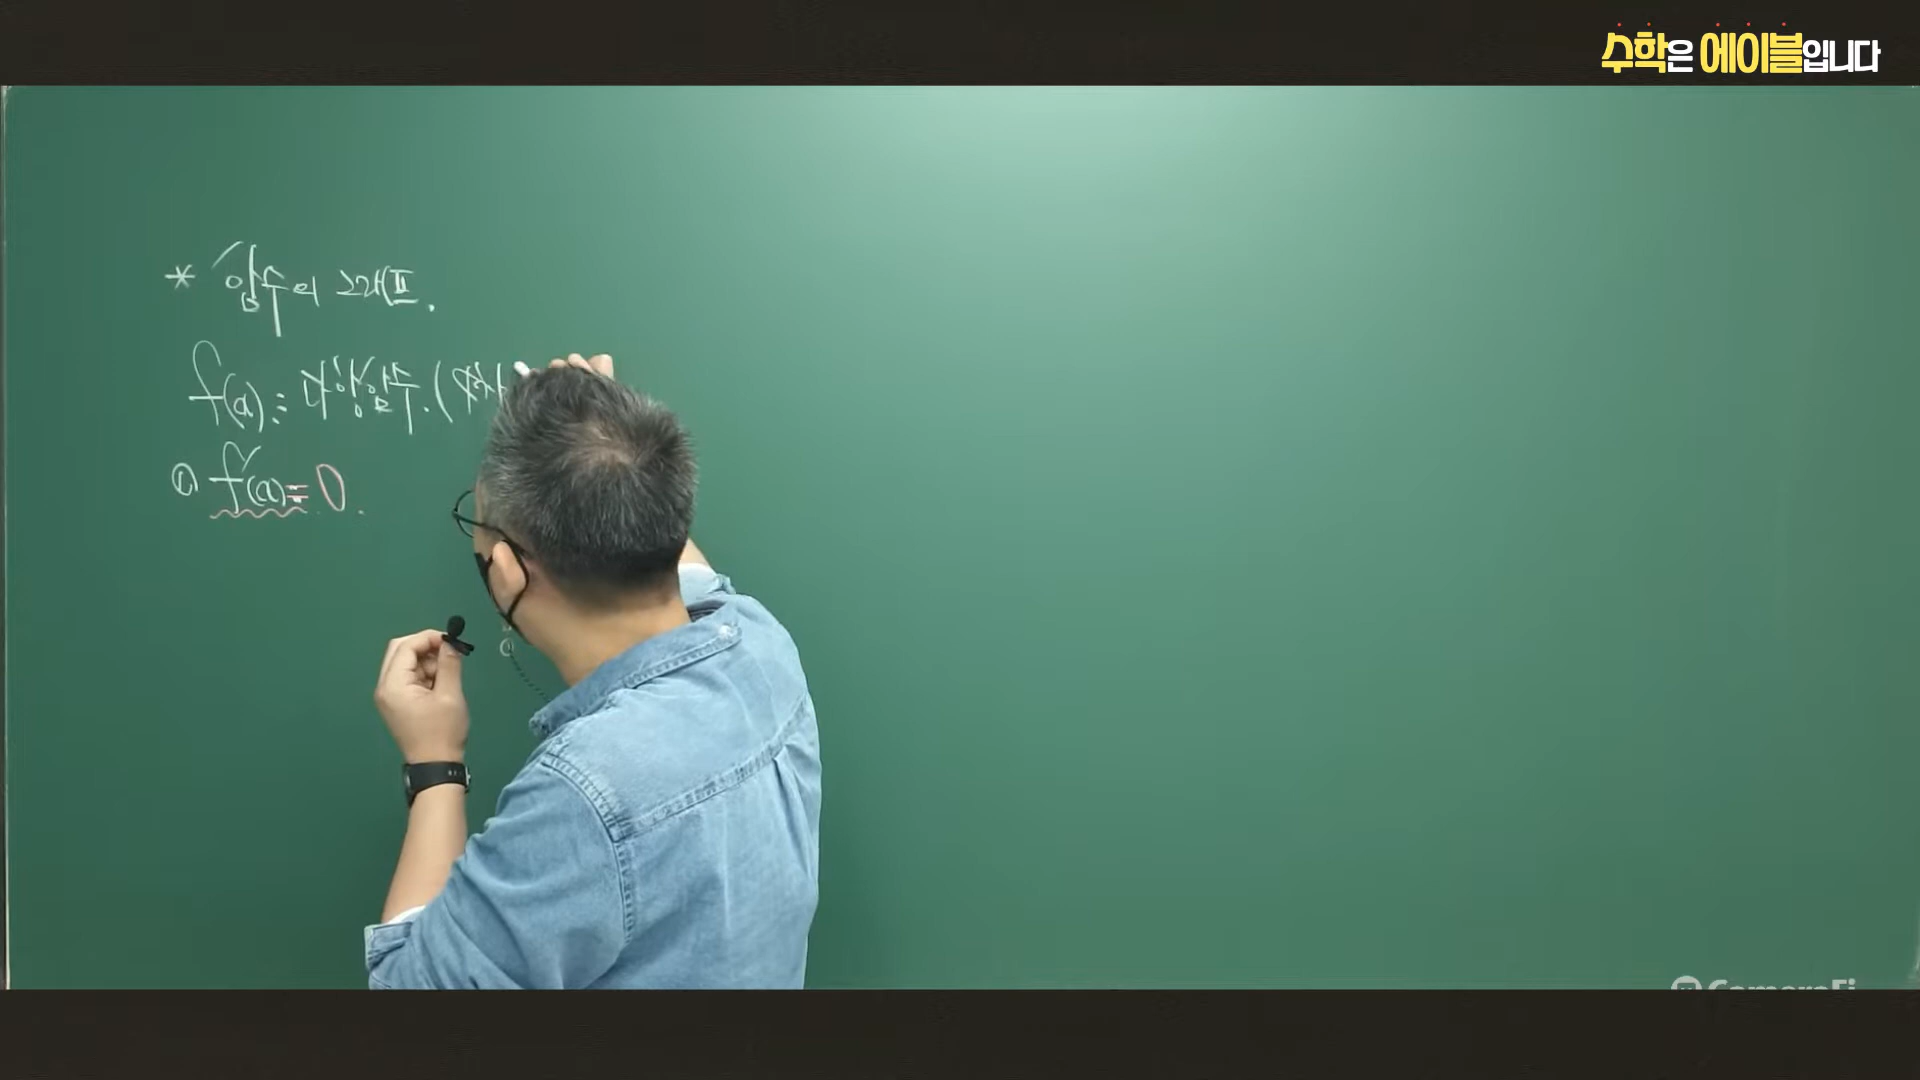 수학은 에이블입니다
* 함수의 그래프.
f(x) : 다항함수. (
① f'(x) = 0 .
CameraFi